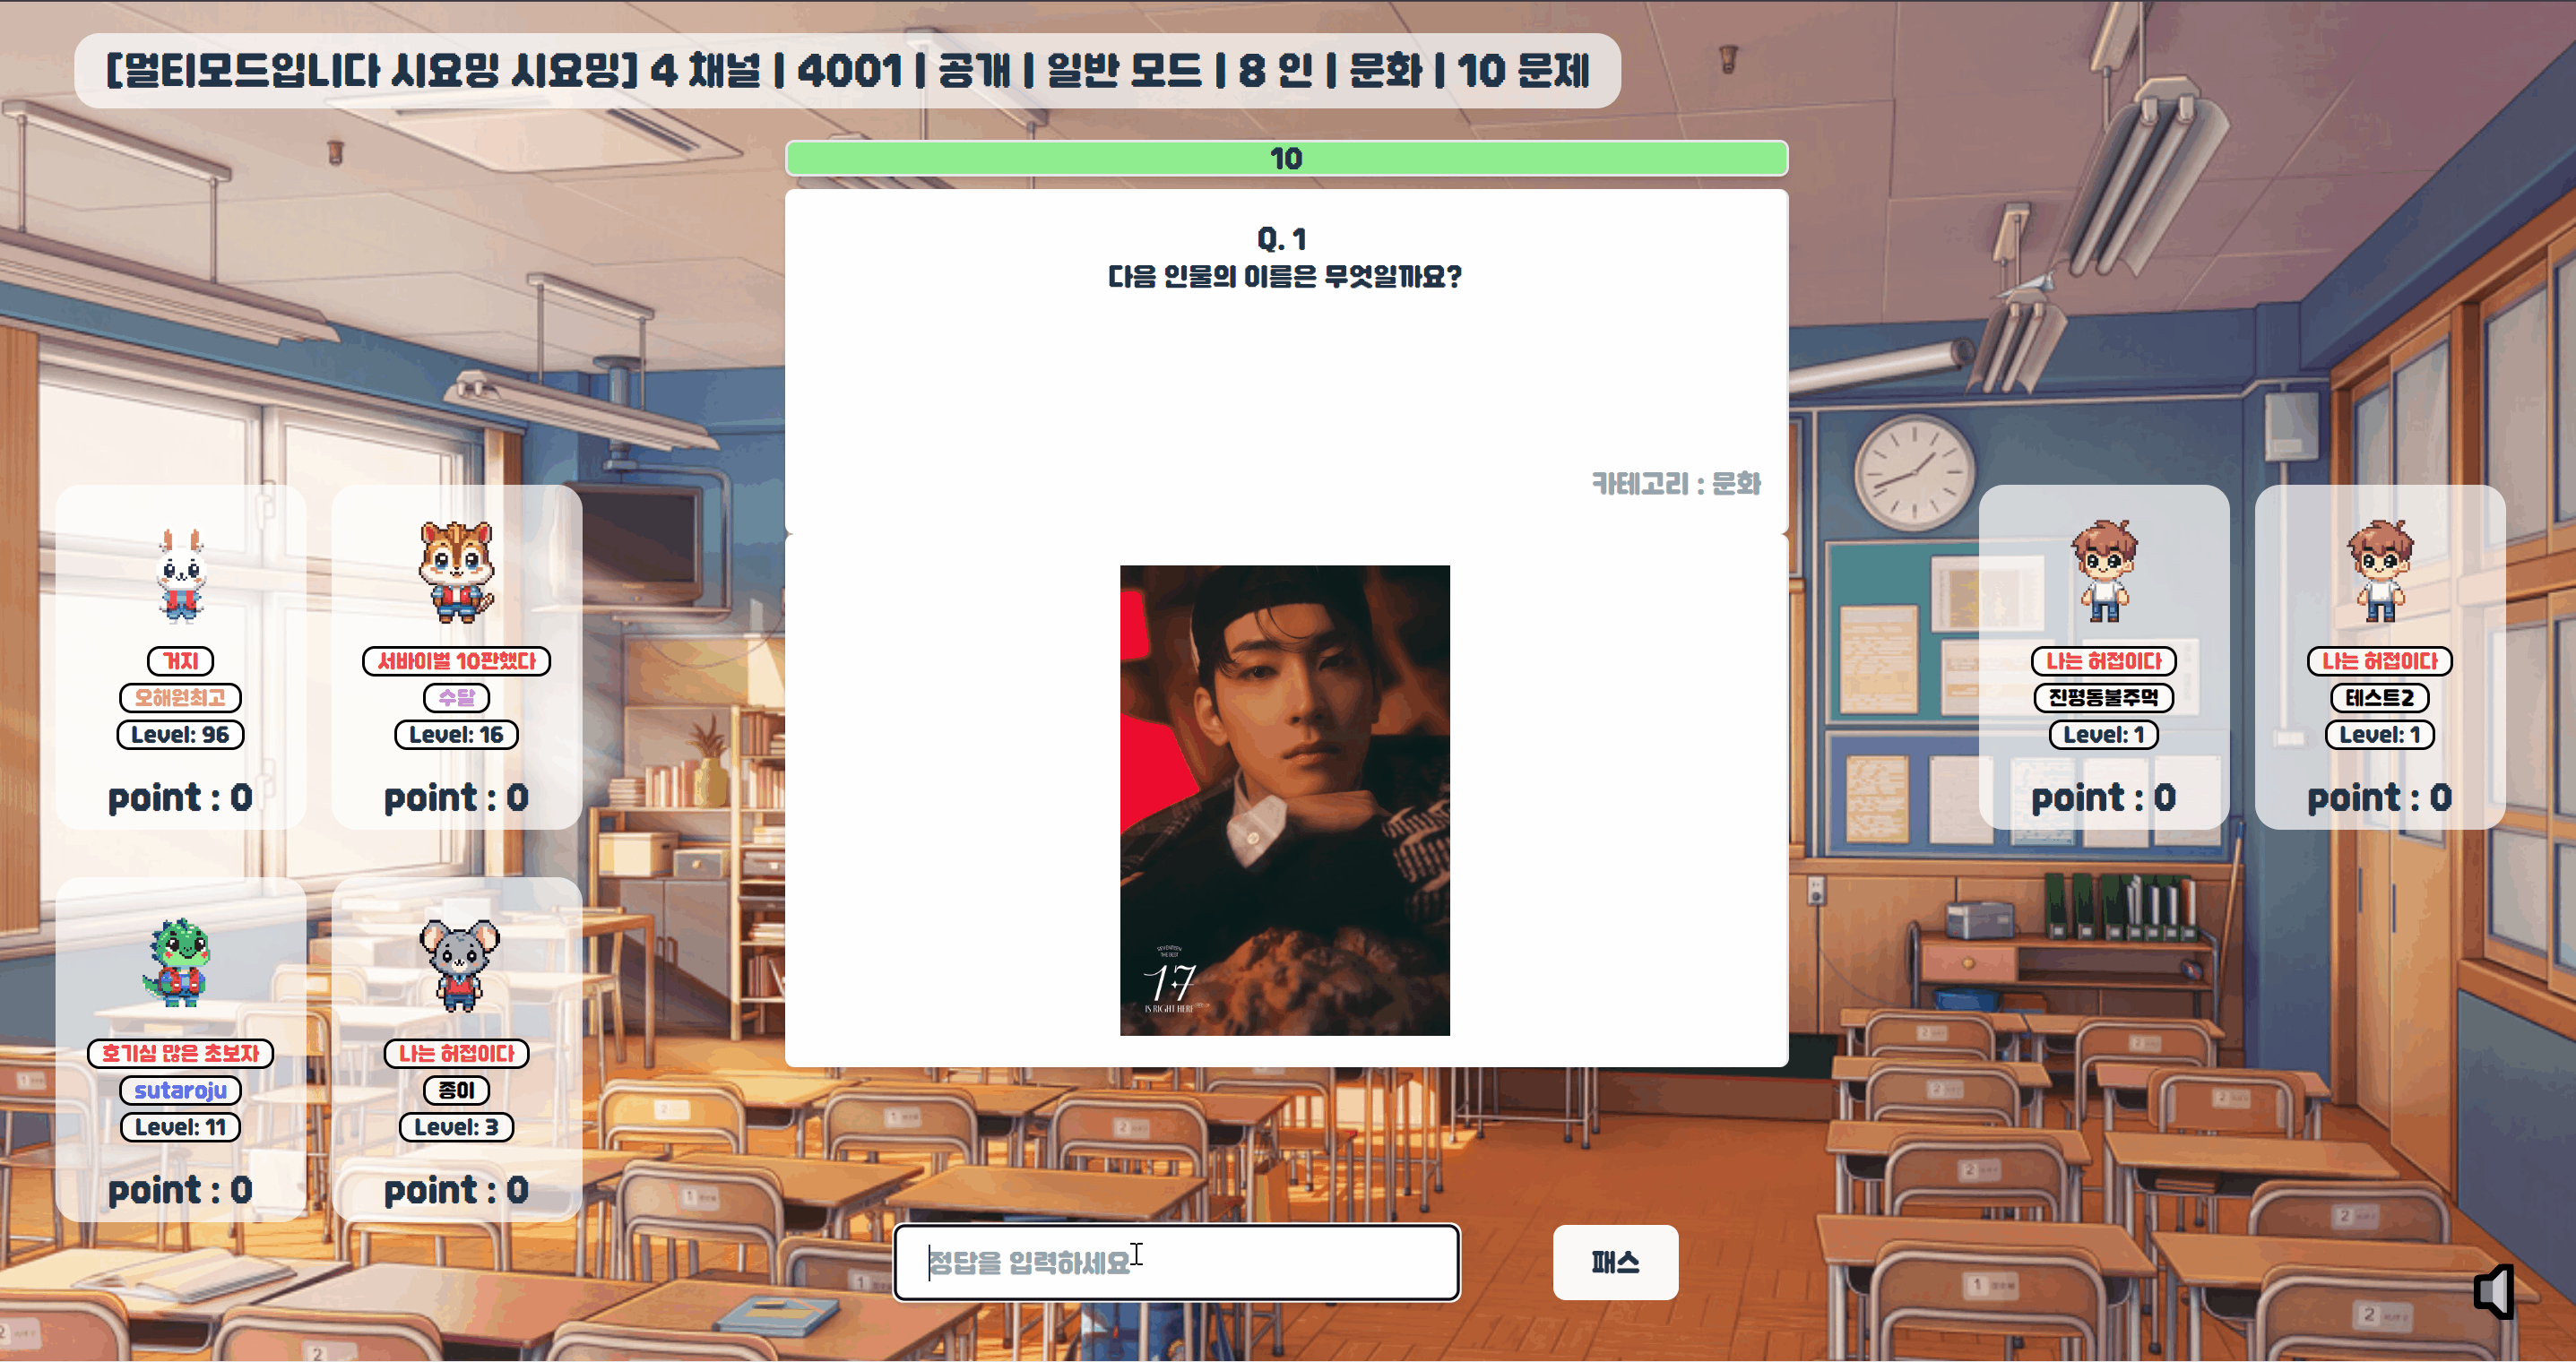 [멀티모드입니다 시요밍 시요밍] 4 채널 | 4001 | 공개 | 일반 모드 | 8 인 | 문화 | 10 문제
10
Q. 1
다음 인물의 이름은 무엇일까요?
카테고리 : 문화
SEVENTEEN
THE BEST
17
IS RIGHT HERE
거지
오해원최고
Level: 96
point : 0
서바이벌 10판했다
수달
Level: 16
point : 0
호기심 많은 초보자
sutaroju
Level: 11
point : 0
나는 허접이다
종이
Level: 3
point : 0
나는 허접이다
진평동불주먹
Level: 1
point : 0
나는 허접이다
테스트2
Level: 1
point : 0
정답을 입력하세요
패스